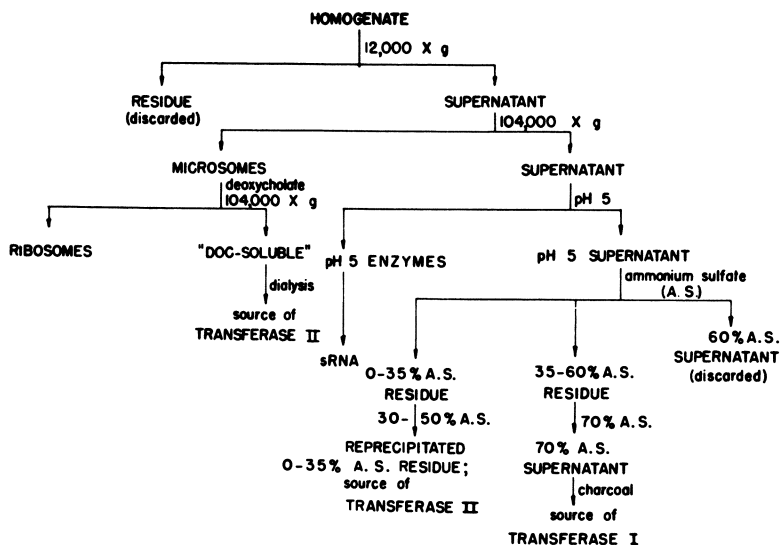 HOMOGENATE
12,000 X g
RESIDUE
(discarded)
SUPERNATANT
104,000 X g
MICROSOMES
deoxycholate
104,000 X g
SUPERNATANT
pH 5
RIBOSOMES
"DOC-SOLUBLE"
dialysis
source of
TRANSFERASE II
pH 5 ENZYMES
sRNA
pH 5 SUPERNATANT
ammonium sulfate
(A. S.)
0-35% A.S.
RESIDUE
30-50% A.S.
REPRECIPITATED
0-35% A. S. RESIDUE;
source of
TRANSFERASE II
35-60% A.S.
RESIDUE
70% A.S.
70% A.S.
SUPERNATANT
charcoal
source of
TRANSFERASE I
60% A.S.
SUPERNATANT
(discarded)